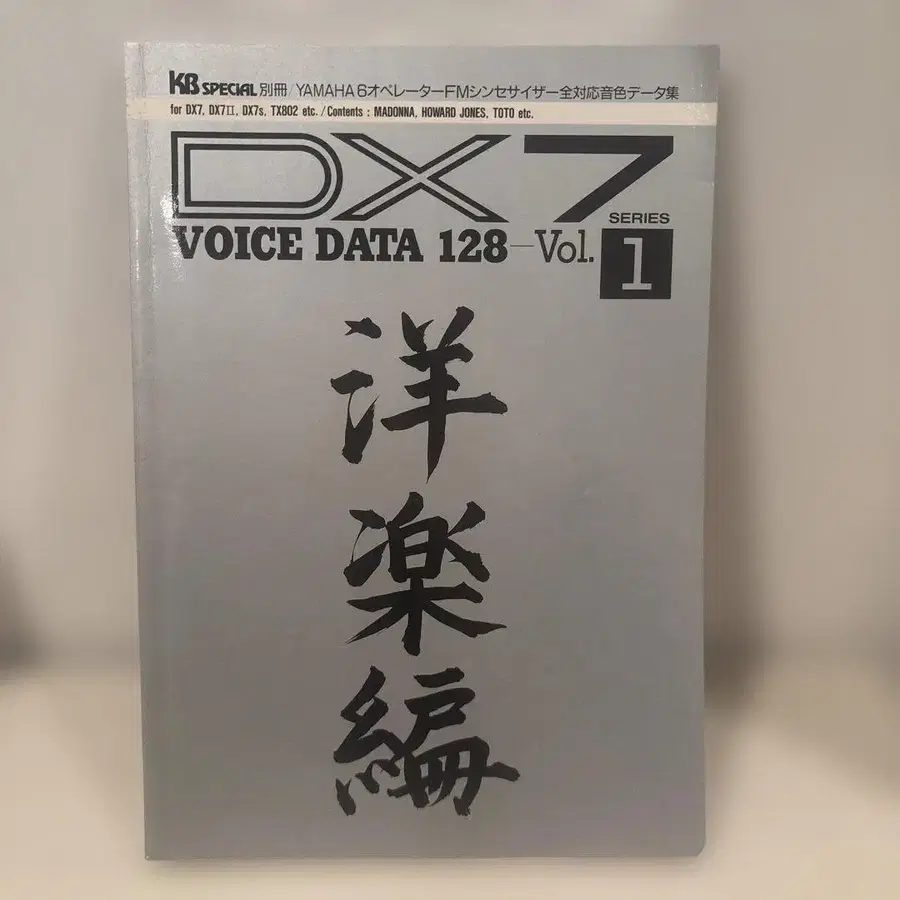 KB SPECIAL 別冊/YAMAHA 6オペレーターFMシンセサイザー全対応音色データ集
for DX7, DX7II, DX7s, TX802 etc. / Contents : MADONNA, HOWARD JONES, TOTO etc.
DX7
SERIES
VOICE DATA 128—Vol. 1
洋楽編